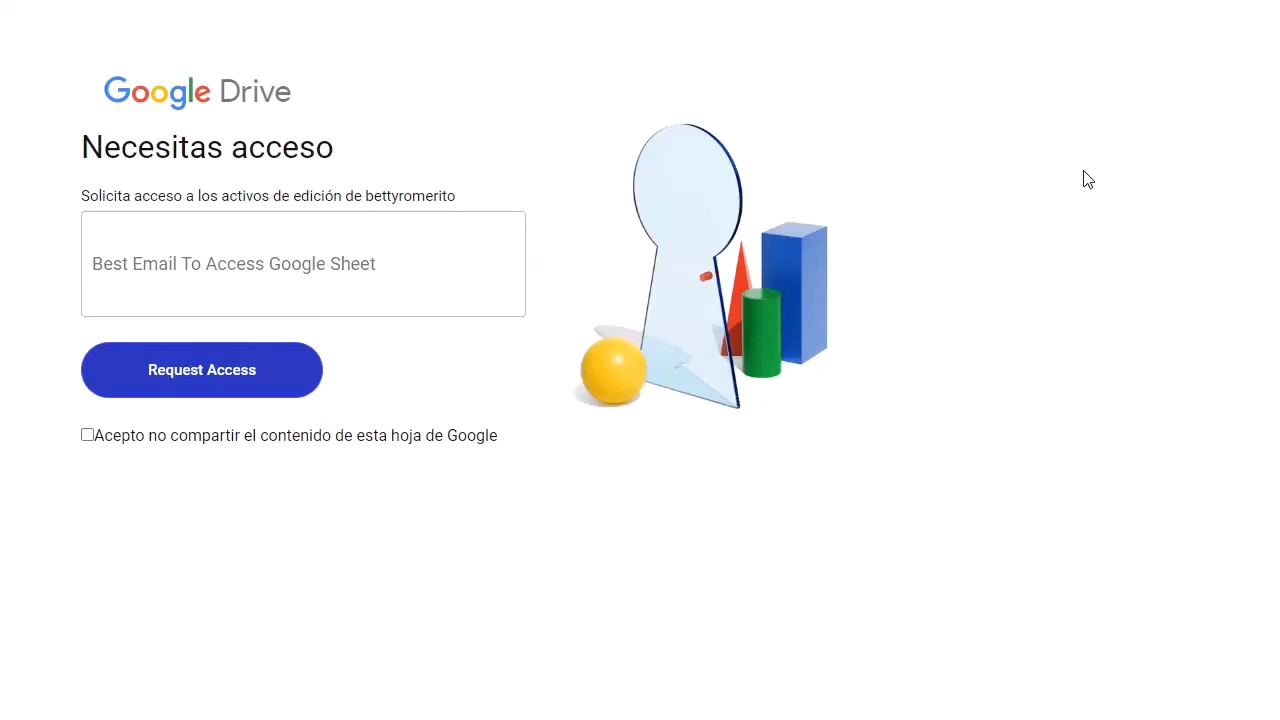 Google Drive
Necesitas acceso
Solicita acceso a los activos de edición de bettyromerito
Best Email To Access Google Sheet
Request Access
Acepto no compartir el contenido de esta hoja de Google